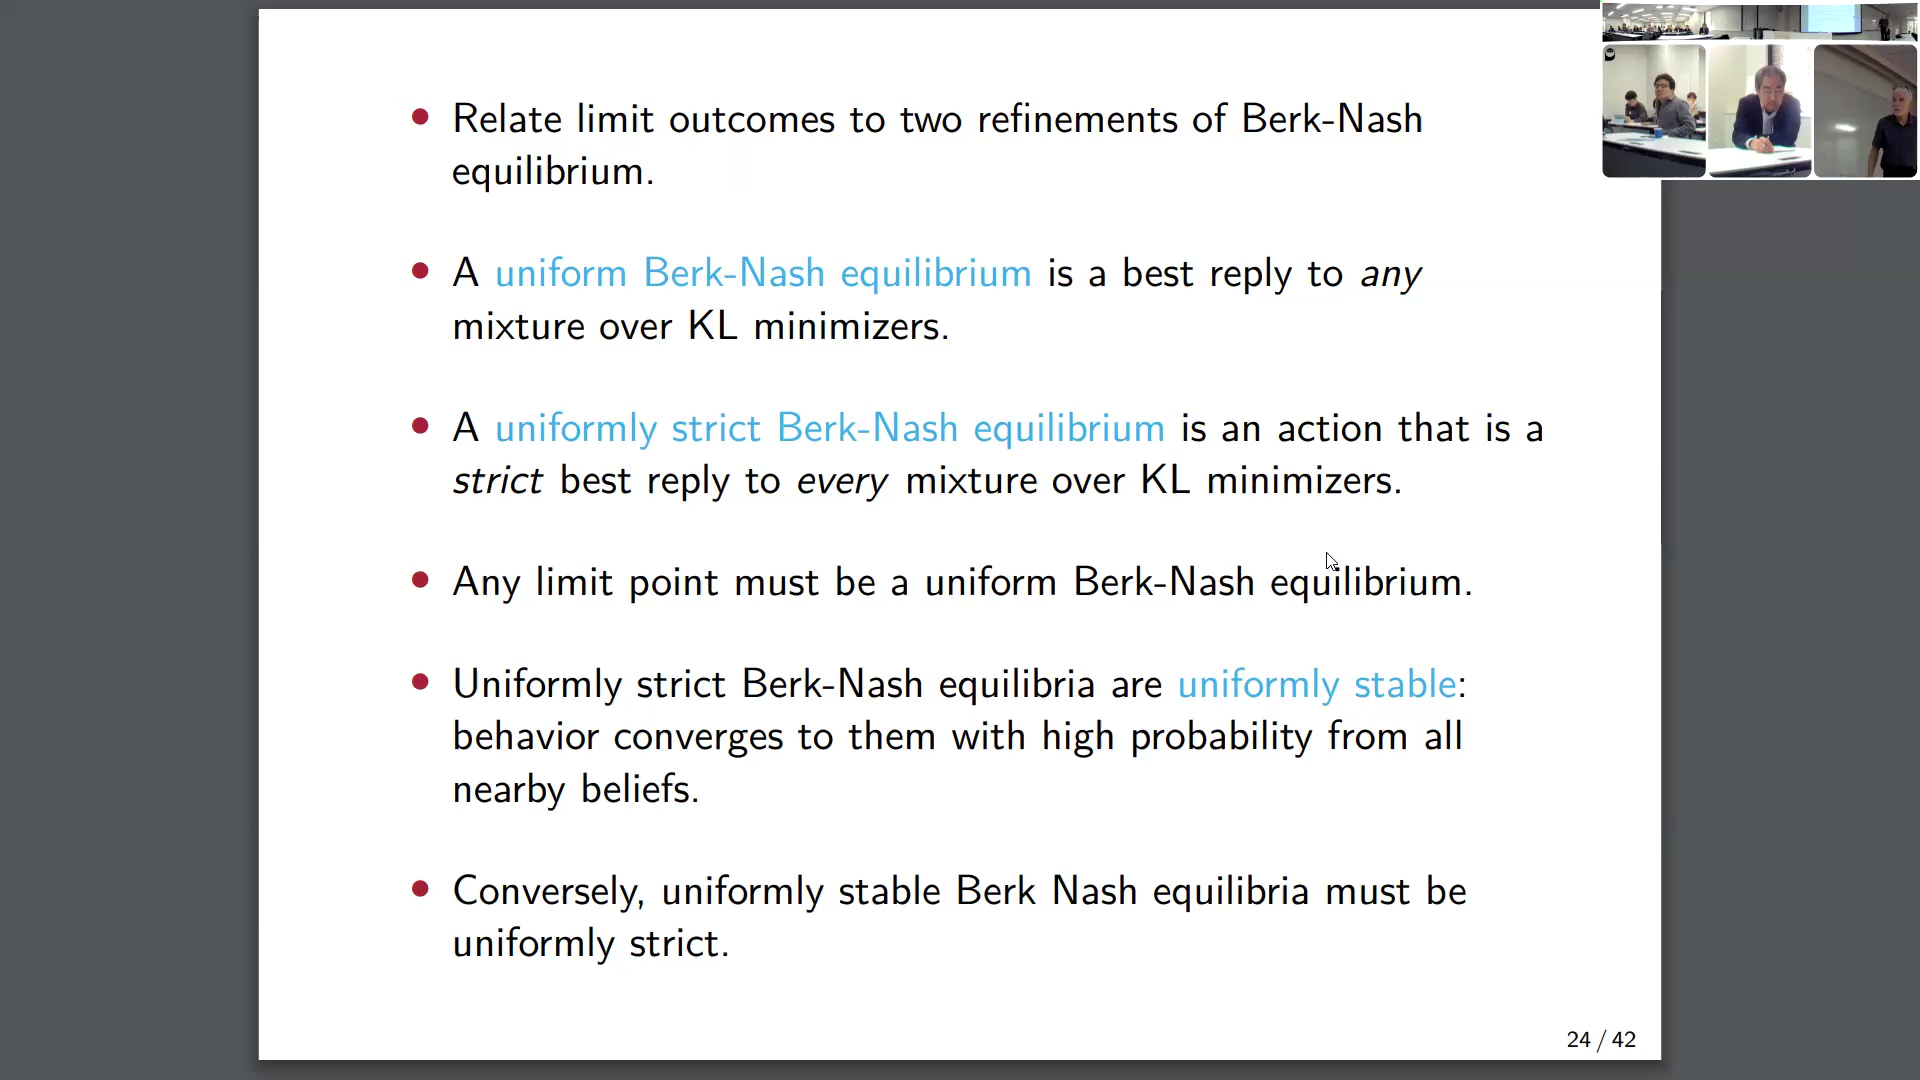 Relate limit outcomes to two refinements of Berk-Nash
equilibrium.
A uniform Berk-Nash equilibrium is a best reply to any
mixture over KL minimizers.
A uniformly strict Berk-Nash equilibrium is an action that is a
strict best reply to every mixture over KL minimizers.
Any limit point must be a uniform Berk-Nash equilibrium.
Uniformly strict Berk-Nash equilibria are uniformly stable:
behavior converges to them with high probability from all
nearby beliefs.
Conversely, uniformly stable Berk Nash equilibria must be
uniformly strict.
24 / 42